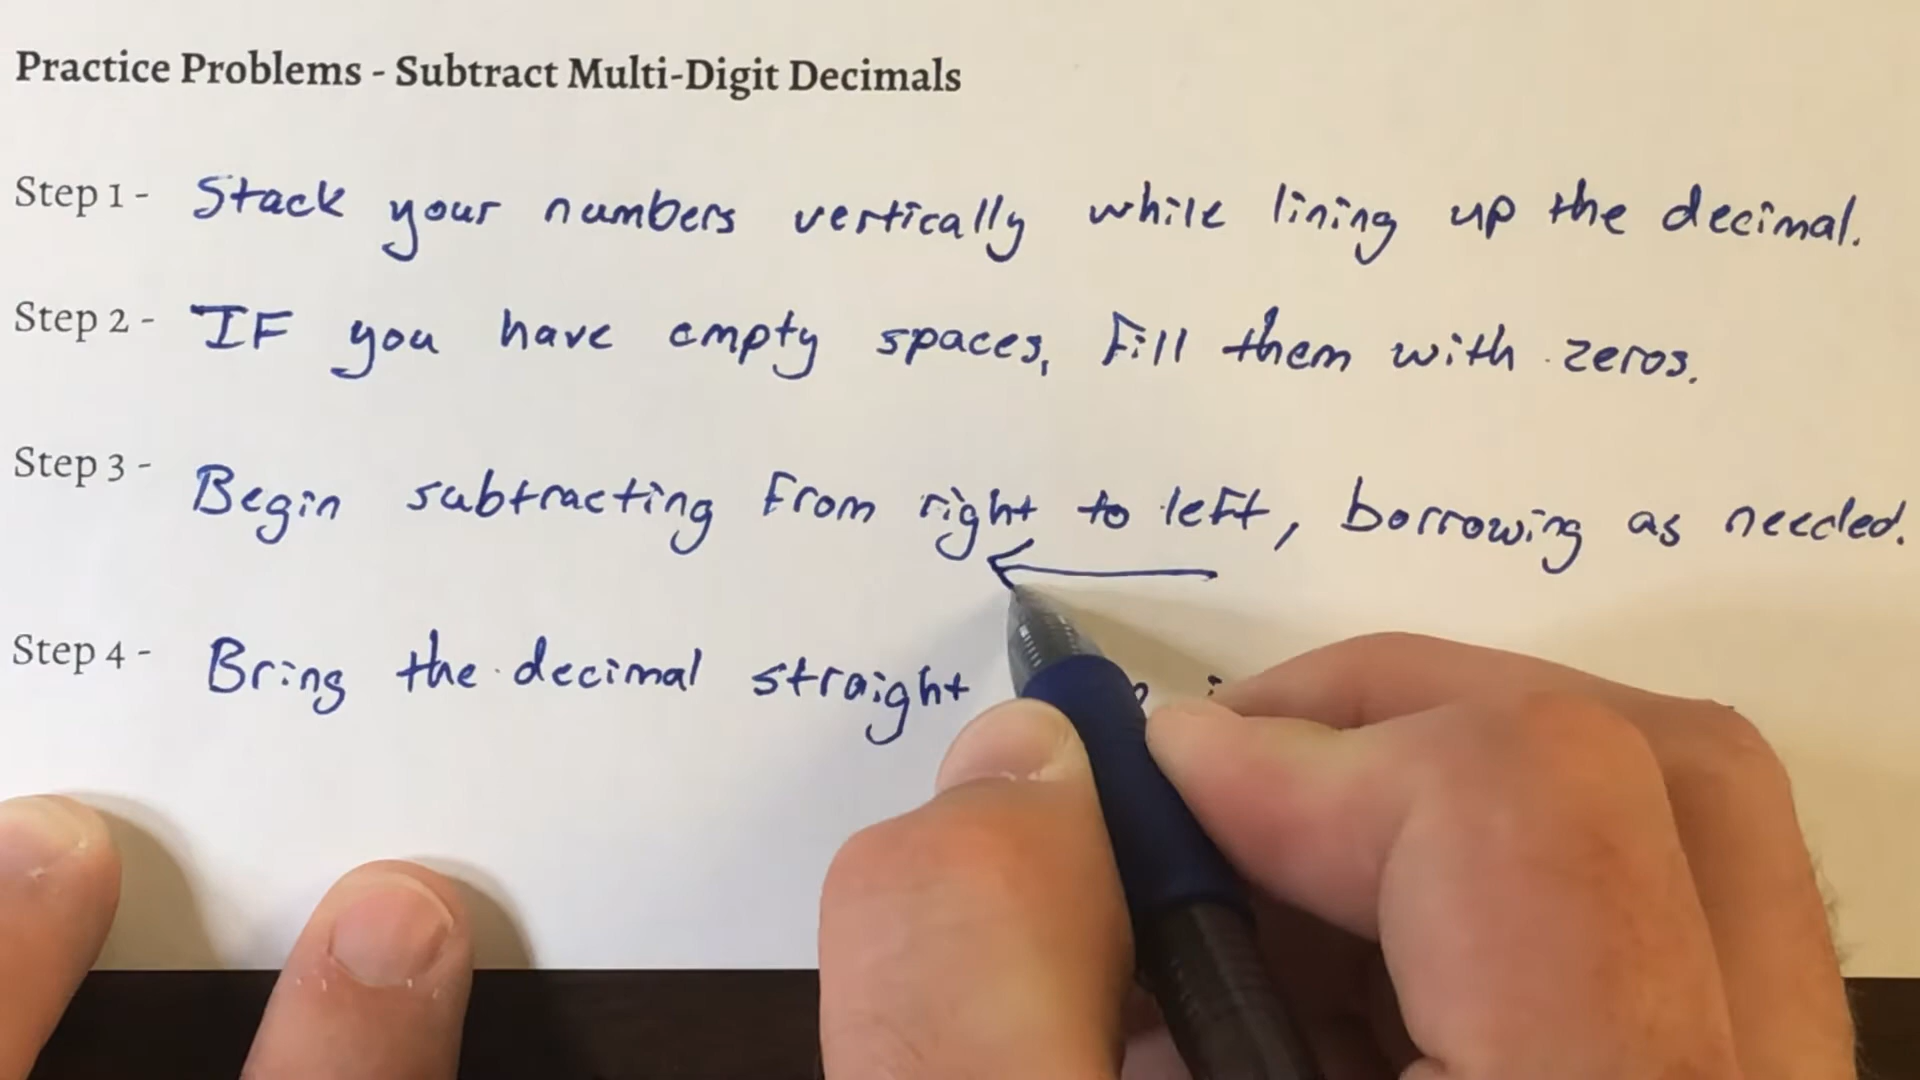 Practice Problems - Subtract Multi-Digit Decimals
Step 1 - Stack your numbers vertically while lining up the decimal.
Step 2 - IF you have empty spaces, Fill them with zeros.
Step 3 - Begin subtracting From right to leFt, borrowing as needed.
Step 4 - Bring the decimal straight